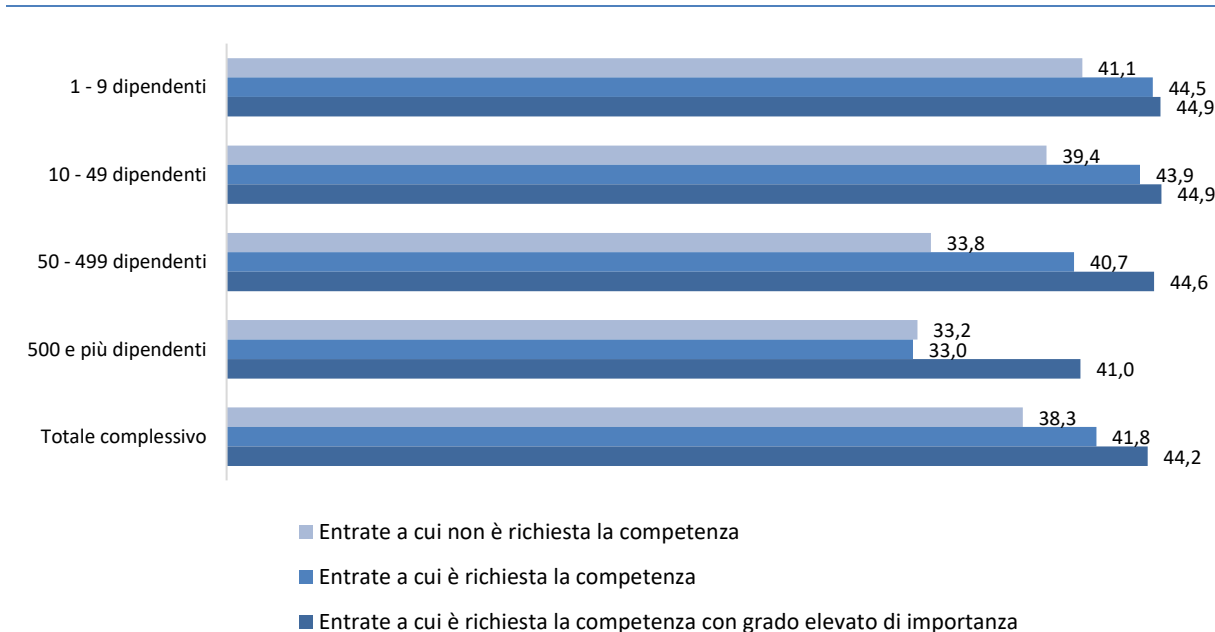 1 - 9 dipendenti
41,1
44,5
44,9
10 - 49 dipendenti
39,4
43,9
44,9
50 - 499 dipendenti
33,8
40,7
44,6
500 e più dipendenti
33,2
33,0
41,0
Totale complessivo
38,3
41,8
44,2
Entrate a cui non è richiesta la competenza
Entrate a cui è richiesta la competenza
Entrate a cui è richiesta la competenza con grado elevato di importanza